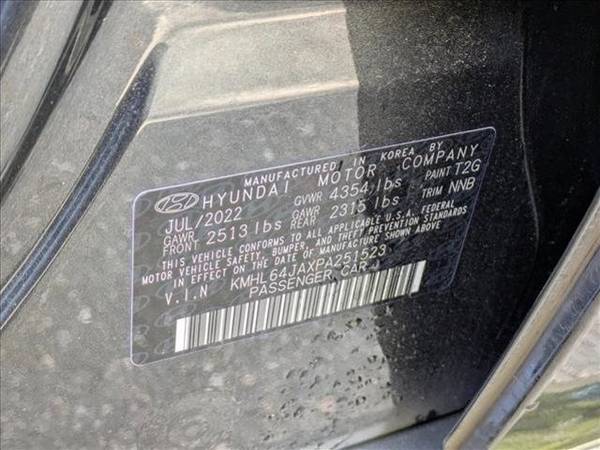 MANUFACTURED IN KOREA BY
HYUNDAI MOTOR COMPANY
JUL/2022 GVWR 4354 lbs PAINT T2G
GAWR FRONT 2513 lbs GAWR REAR 2315 lbs TRIM NNB
THIS VEHICLE CONFORMS TO ALL APPLICABLE U.S.A. FEDERAL
MOTOR VEHICLE SAFETY, BUMPER, AND THEFT PREVENTION STANDARDS
IN EFFECT ON THE DATE OF MANUFACTURE SHOWN ABOVE.
V.I.N KMHL64JAXPA251523
PASSENGER CAR